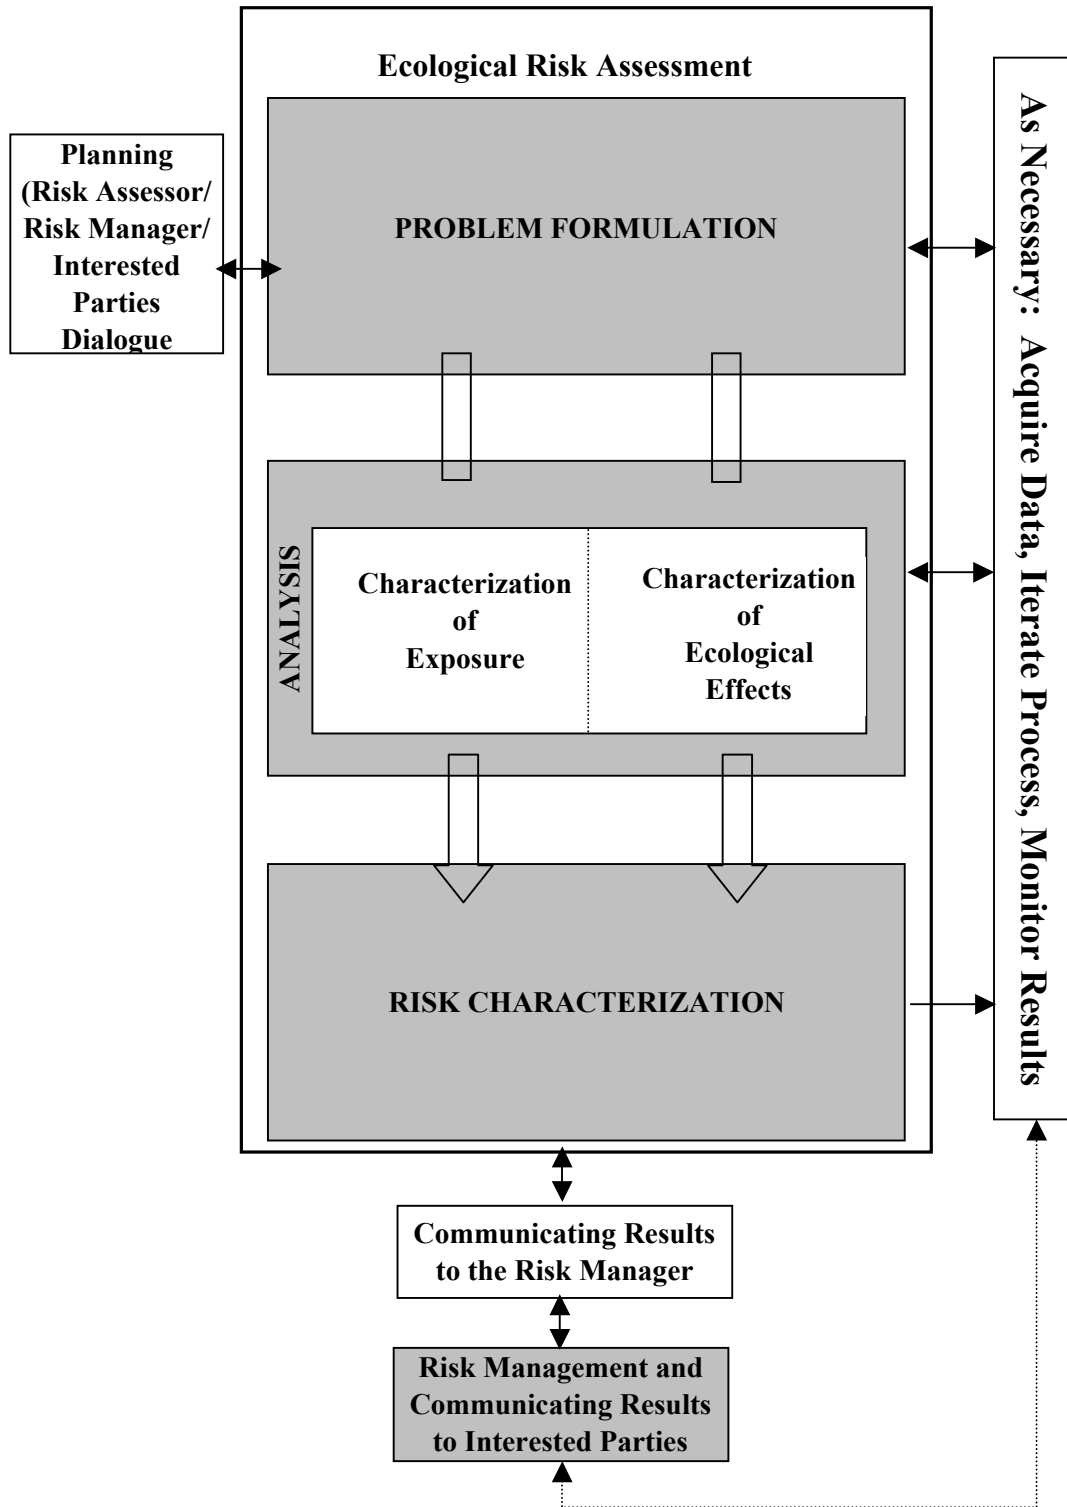 Ecological Risk Assessment
Planning
(Risk Assessor/
Risk Manager/
Interested
Parties
Dialogue
PROBLEM FORMULATION
ANALYSIS
Characterization
of
Exposure
Characterization
of
Ecological
Effects
RISK CHARACTERIZATION
As Necessary: Acquire Data, Iterate Process, Monitor Results
Communicating Results
to the Risk Manager
Risk Management and
Communicating Results
to Interested Parties